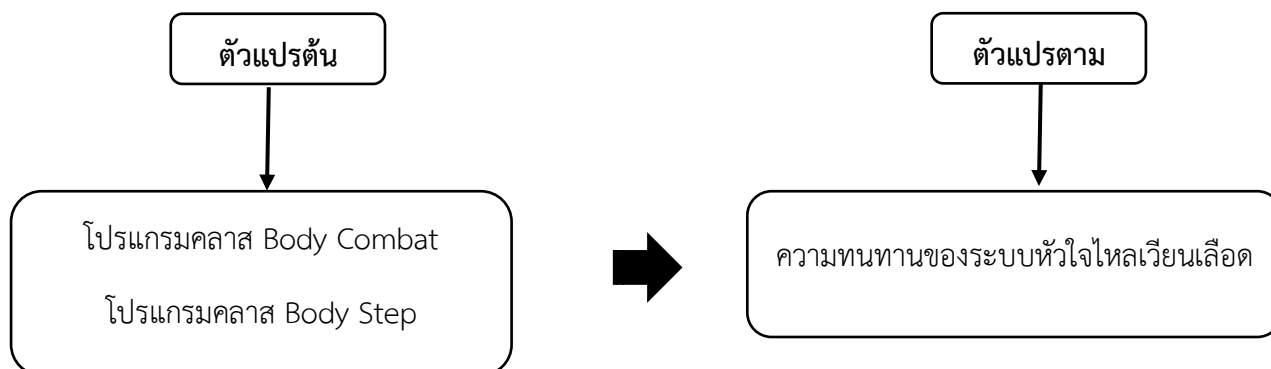 ตัวแปรต้น
ตัวแปรตาม
โปรแกรมคลาส Body Combat
โปรแกรมคลาส Body Step
ความทนทานของระบบหัวใจไหลเวียนเลือด